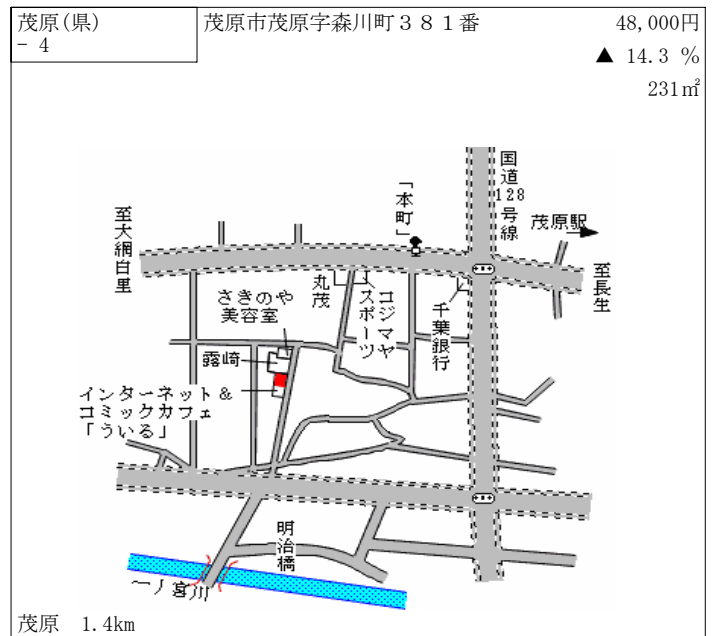 茂原(県)
- 4
茂原市茂原字森川町３８１番
48,000円
▲ 14.3 %
231㎡
国道128号線
「本町」
茂原駅
至大網白里
至長生
丸茂
コジマヤ
スポーツ
千葉銀行
さきのや
美容室
露崎
インターネット＆
コミックカフェ
「ういる」
明治橋
一ノ宮川
茂原 1.4km